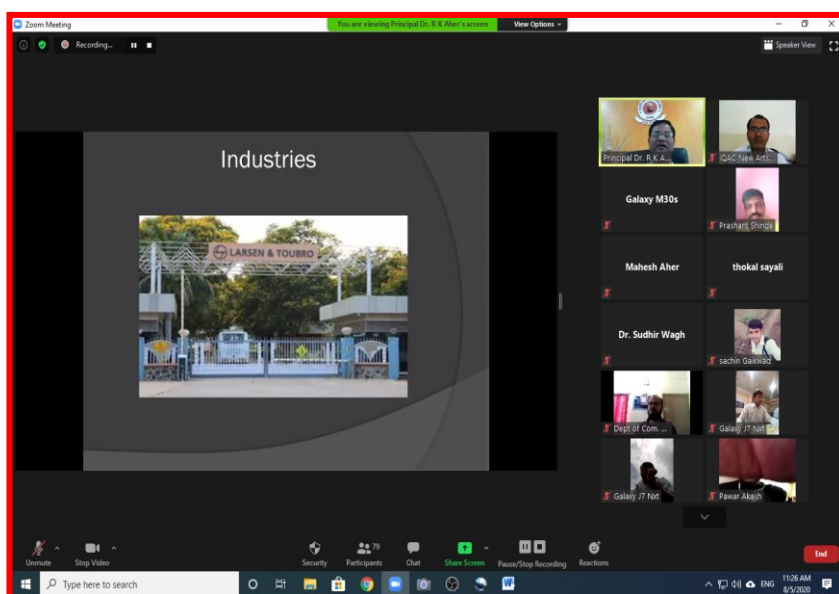 Zoom Meeting
You are viewing Principal Dr. R K Aher's screen
View Options
Recording...
Speaker View
Industries
LARSEN & TOUBRO
Principal Dr. R K A...
IQAC New Arts...
Galaxy M30s
Prashant Shinde
Mahesh Aher
thokal sayali
Dr. Sudhir Wagh
sachin Gaikwad
Dept of Com. ...
Galaxy J7 Nxt
Galaxy J7 Nxt
Pawar Akash
Unmute
Stop Video
Security
79
Participants
Chat
Share Screen
Pause/Stop Recording
Reactions
End
Type here to search
ENG
11:26 AM
8/5/2020